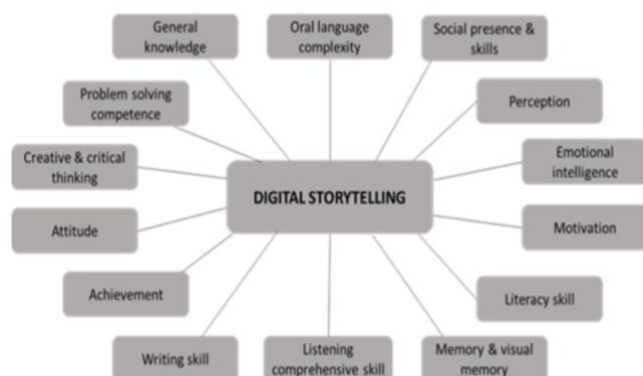 General
knowledge
Oral language
complexity
Social presence &
skills
Problem solving
competence
Perception
Creative & critical
thinking
Emotional
intelligence
DIGITAL STORYTELLING
Attitude
Motivation
Achievement
Literacy skill
Writing skill
Listening
comprehensive skill
Memory & visual
memory